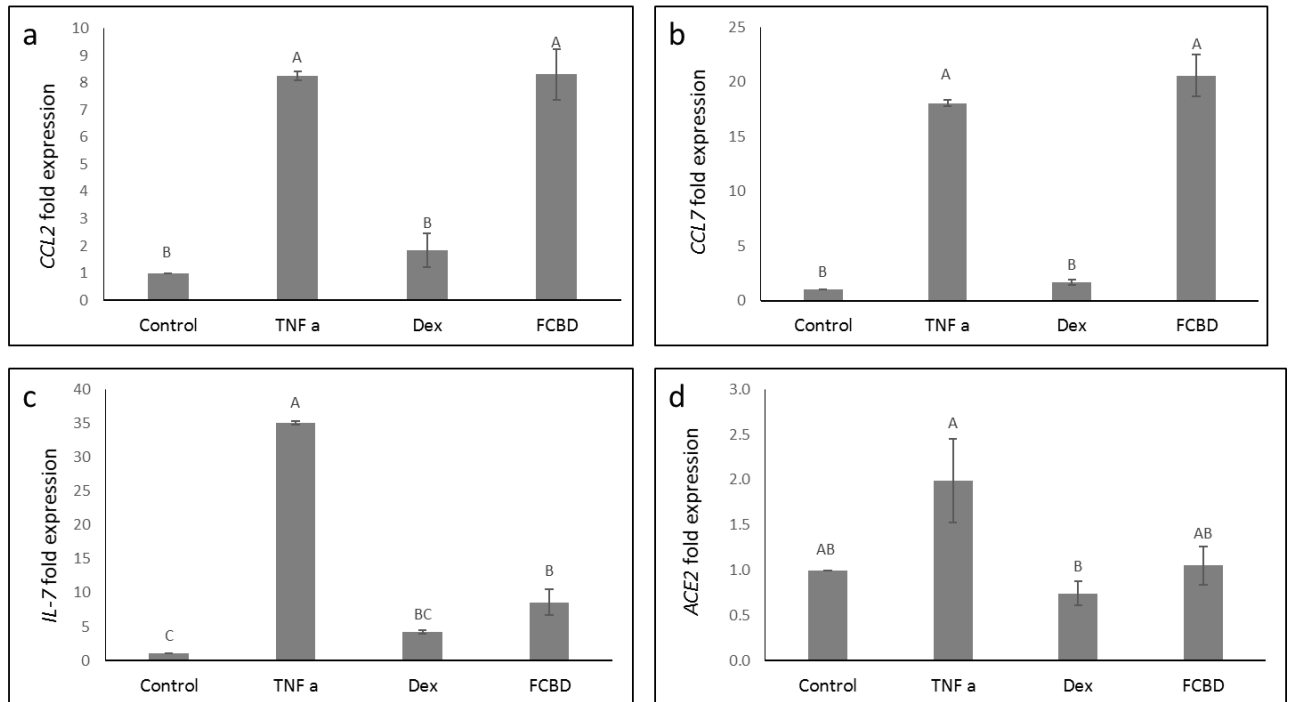 a
CCL2 fold expression
10
9
8
7
6
5
4
3
2
1
0
B
A
B
A
Control TNF a Dex FCBD
b
CCL7 fold expression
25
20
15
10
5
0
B
A
B
A
Control TNF a Dex FCBD
c
IL-7 fold expression
40
35
30
25
20
15
10
5
0
C
A
BC
B
Control TNF a Dex FCBD
d
ACE2 fold expression
3.0
2.5
2.0
1.5
1.0
0.5
0.0
AB
A
B
AB
Control TNF a Dex FCBD